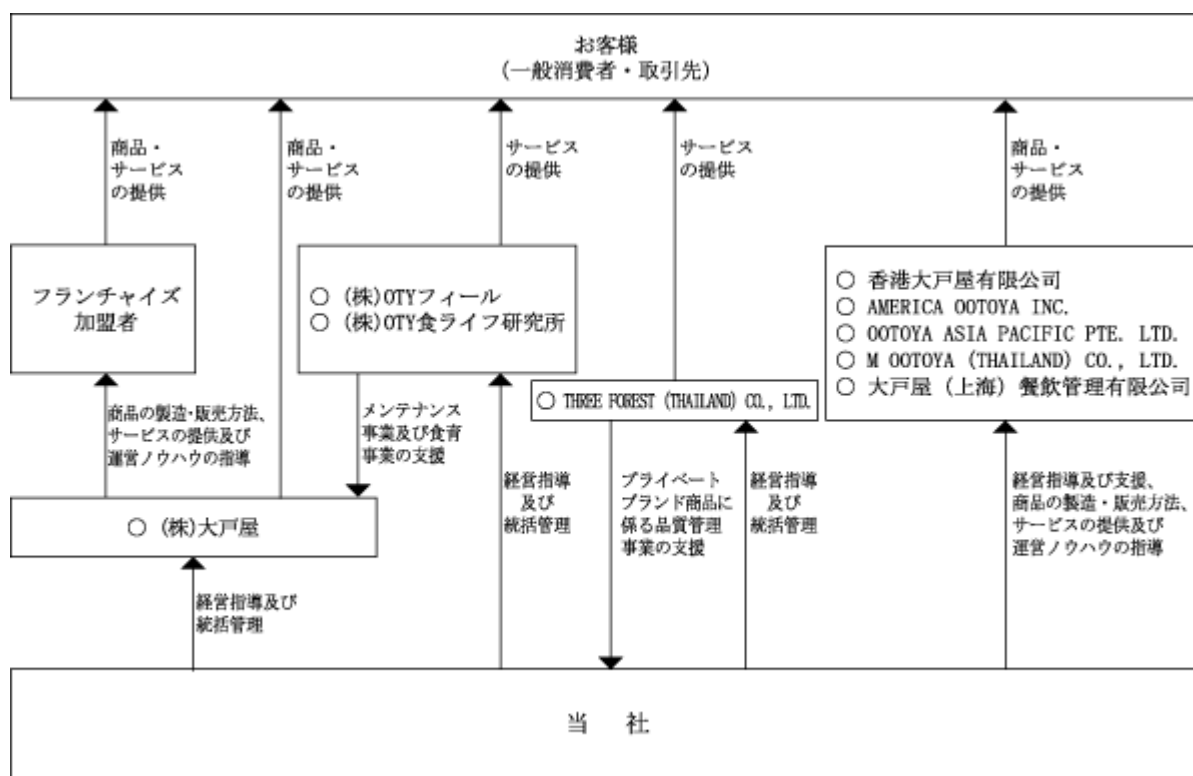 お客様
(一般消費者・取引先)
商品・
サービス
の提供
商品・
サービス
の提供
サービス
の提供
サービス
の提供
商品・
サービス
の提供
フランチャイズ
加盟者
○ (株)OTYフィール
○ (株)OTY食ライフ研究所
○ 香港大戸屋有限公司
○ AMERICA OOTOYA INC.
○ OOTOYA ASIA PACIFIC PTE. LTD.
○ M OOTOYA (THAILAND) CO., LTD.
○ 大戸屋（上海）餐飲管理有限公司
○ THREE FOREST (THAILAND) CO., LTD.
商品の製造・販売方法、
サービスの提供及び
運営ノウハウの指導
メンテナンス
事業及び食育
事業の支援
経営指導
及び
統括管理
プライベート
ブランド商品に
係る品質管理
事業の支援
経営指導
及び
統括管理
経営指導及び支援、
商品の製造・販売方法、
サービスの提供及び
運営ノウハウの指導
○ (株)大戸屋
経営指導及び
統括管理
当 社